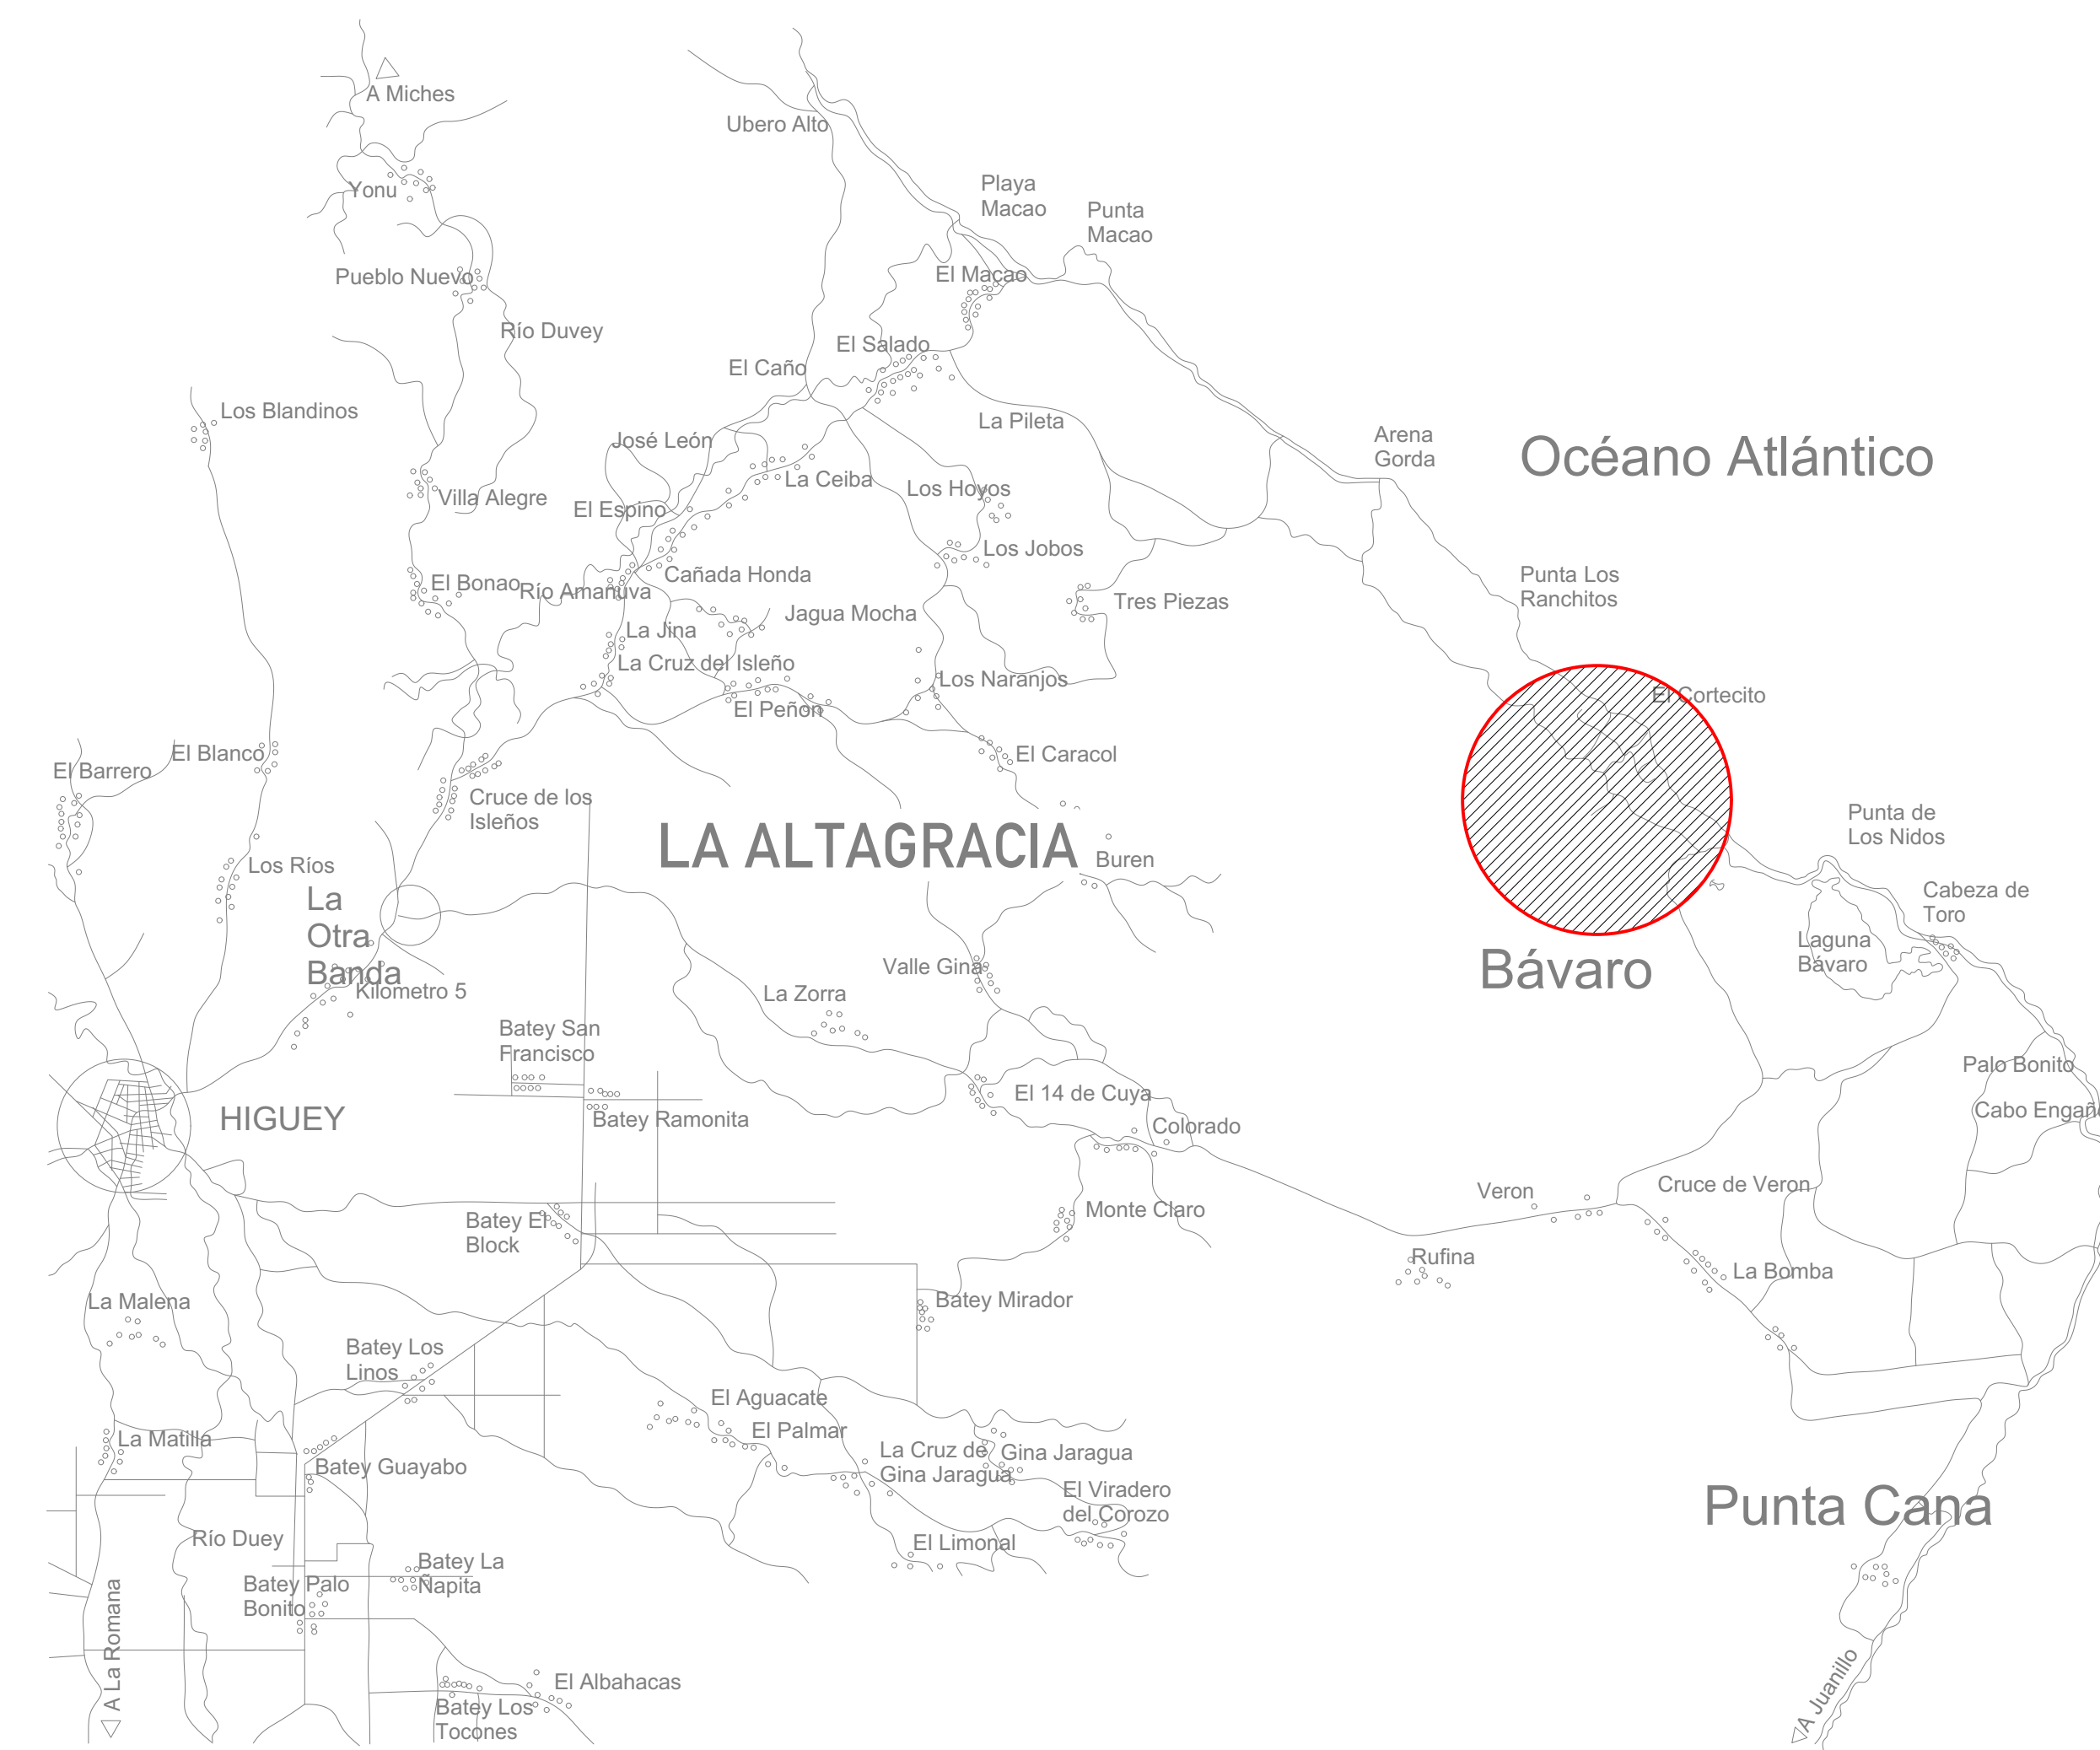 A Miches
Ubero Alto
Yonu
Playa
Macao
Punta
Macao
Pueblo Nuevo
El Macao
Río Duvey
El Salado
El Caño
Los Blandinos
La Pileta
José León
Arena
Gorda
Océano Atlántico
La Ceiba
Los Hoyos
Villa Alegre
El Espino
Los Jobos
Cañada Honda
El Bonao
Río Amanuva
Punta Los
Ranchitos
Jagua Mocha
Tres Piezas
La Jina
La Cruz del Isleño
Los Naranjos
El Peñon
El Cortecito
El Blanco
El Caracol
El Barrero
Cruce de los
Isleños
LA ALTAGRACIA
Buren
Punta de
Los Nidos
Los Ríos
La
Otra
Banda
Cabeza de
Toro
Laguna
Bávaro
Bávaro
Valle Gina
Kilometro 5
La Zorra
Batey San
Francisco
Palo Bonito
El 14 de Cuya
HIGUEY
Batey Ramonita
Colorado
Cabo Engaño
Veron
Cruce de Veron
Batey El
Block
Monte Claro
Rufina
La Bomba
La Malena
Batey Mirador
Batey Los
Linos
El Aguacate
El Palmar
La Matilla
La Cruz de
Gina Jaragua
Gina Jaragua
Batey Guayabo
El Viradero
del Corozo
Punta Cana
Río Duey
El Limonal
Batey La
Ñapita
Batey Palo
Bonito
A La Romana
A Juanillo
El Albahacas
Batey Los
Tocones